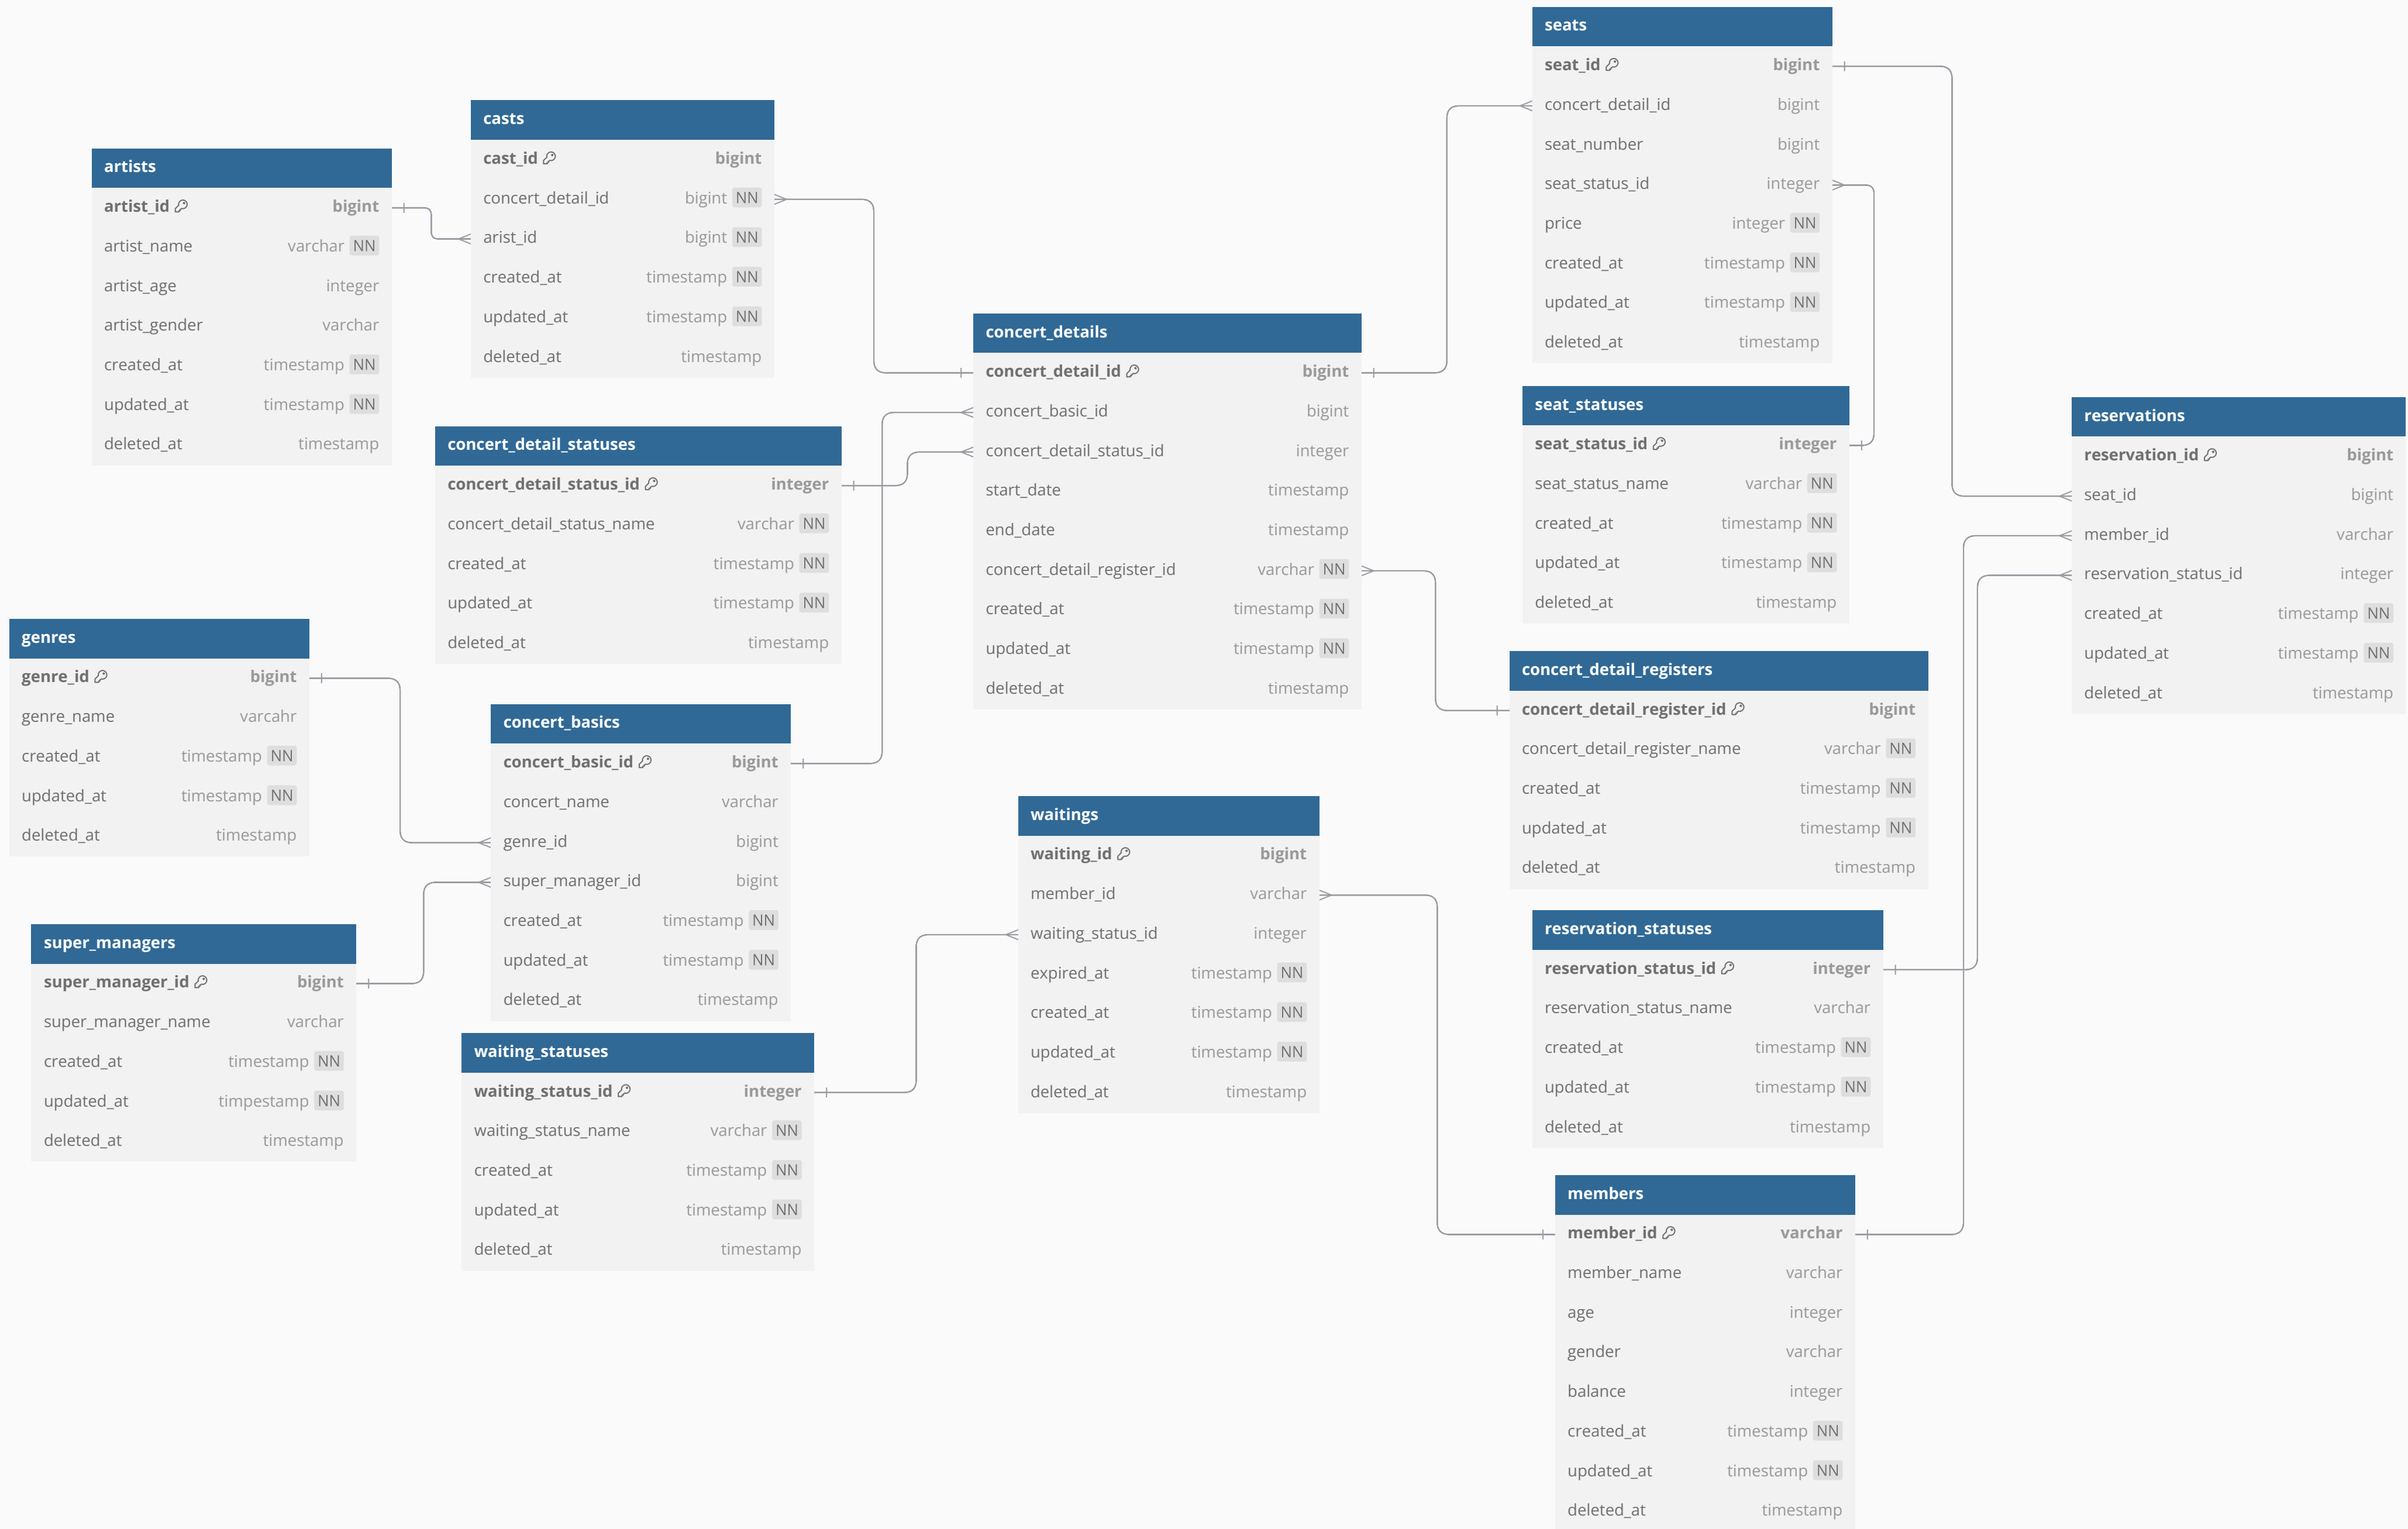 seats
seat_id bigint
concert_detail_id bigint
seat_number bigint
seat_status_id integer
price integer NN
created_at timestamp NN
updated_at timestamp NN
deleted_at timestamp
casts
cast_id bigint
concert_detail_id bigint NN
arist_id bigint NN
created_at timestamp NN
updated_at timestamp NN
deleted_at timestamp
artists
artist_id bigint
artist_name varchar NN
artist_age integer
artist_gender varchar
created_at timestamp NN
updated_at timestamp NN
deleted_at timestamp
concert_details
concert_detail_id bigint
concert_basic_id bigint
concert_detail_status_id integer
start_date timestamp
end_date timestamp
concert_detail_register_id varchar NN
created_at timestamp NN
updated_at timestamp NN
deleted_at timestamp
seat_statuses
seat_status_id integer
seat_status_name varchar NN
created_at timestamp NN
updated_at timestamp NN
deleted_at timestamp
reservations
reservation_id bigint
seat_id bigint
member_id varchar
reservation_status_id integer
created_at timestamp NN
updated_at timestamp NN
deleted_at timestamp
concert_detail_statuses
concert_detail_status_id integer
concert_detail_status_name varchar NN
created_at timestamp NN
updated_at timestamp NN
deleted_at timestamp
genres
genre_id bigint
genre_name varcahr
created_at timestamp NN
updated_at timestamp NN
deleted_at timestamp
concert_detail_registers
concert_detail_register_id bigint
concert_detail_register_name varchar NN
created_at timestamp NN
updated_at timestamp NN
deleted_at timestamp
concert_basics
concert_basic_id bigint
concert_name varchar
genre_id bigint
super_manager_id bigint
created_at timestamp NN
updated_at timestamp NN
deleted_at timestamp
waitings
waiting_id bigint
member_id varchar
waiting_status_id integer
expired_at timestamp NN
created_at timestamp NN
updated_at timestamp NN
deleted_at timestamp
reservation_statuses
reservation_status_id integer
reservation_status_name varchar
created_at timestamp NN
updated_at timestamp NN
deleted_at timestamp
super_managers
super_manager_id bigint
super_manager_name varchar
created_at timestamp NN
updated_at timpestamp NN
deleted_at timestamp
waiting_statuses
waiting_status_id integer
waiting_status_name varchar NN
created_at timestamp NN
updated_at timestamp NN
deleted_at timestamp
members
member_id varchar
member_name varchar
age integer
gender varchar
balance integer
created_at timestamp NN
updated_at timestamp NN
deleted_at timestamp